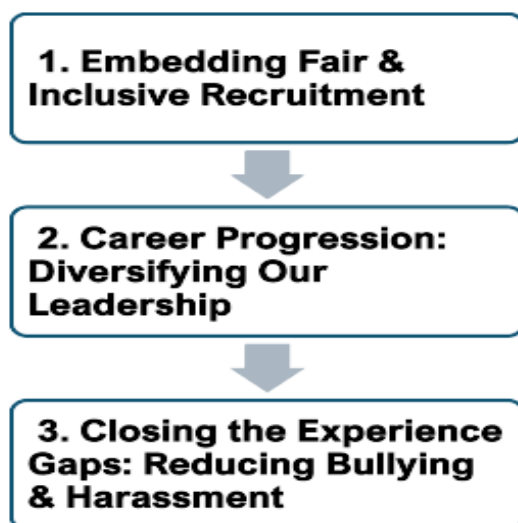 1. Embedding Fair &
Inclusive Recruitment
2. Career Progression:
Diversifying Our
Leadership
3. Closing the Experience
Gaps: Reducing Bullying
& Harassment